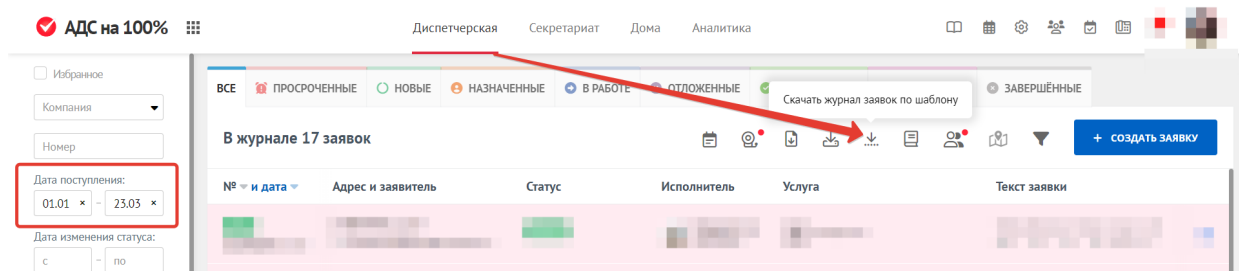 АДС на 100%
Диспетчерская Секретариат Дома Аналитика
Избранное
Компания
Номер
Дата поступления:
01.01 × – 23.03 ×
Дата изменения статуса:
с – по
ВСЕ ПРОСРОЧЕННЫЕ НОВЫЕ НАЗНАЧЕННЫЕ В РАБОТЕ ОТЛОЖЕННЫЕ ЗАВЕРШЁННЫЕ
Скачать журнал заявок по шаблону
В журнале 17 заявок
+ СОЗДАТЬ ЗАЯВКУ
№ и дата Адрес и заявитель Статус Исполнитель Услуга Текст заявки